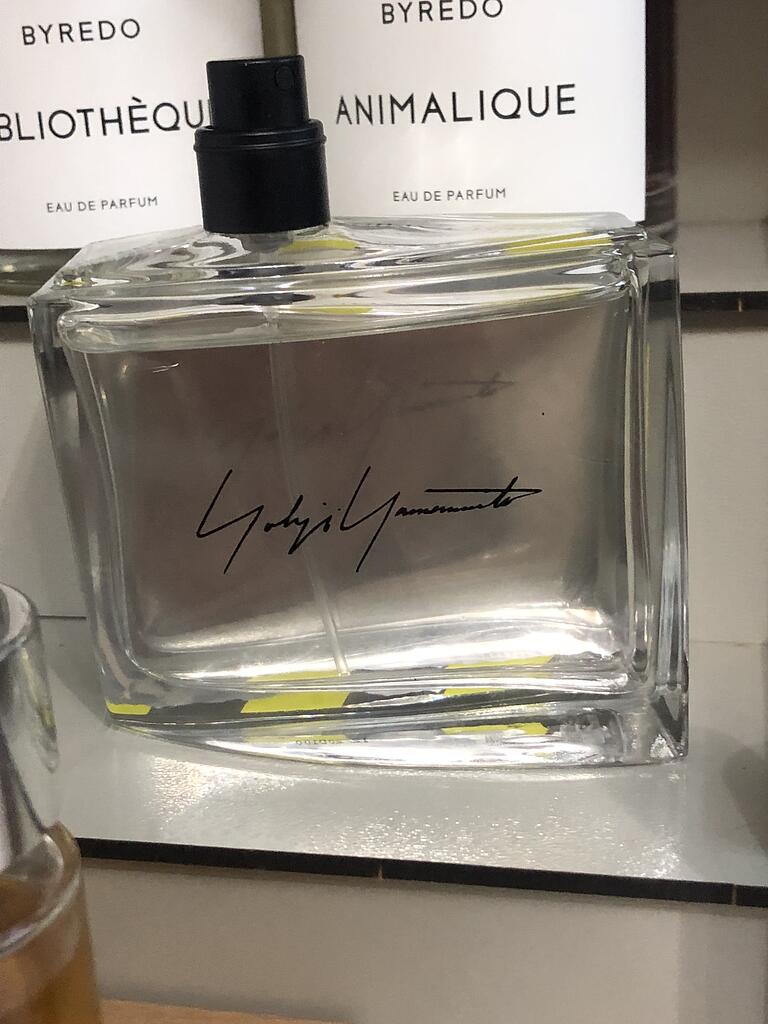 BYREDO
BLIOTHÈQU
EAU DE PARFUM
BYREDO
ANIMALIQUE
EAU DE PARFUM
Yohji Yamamoto